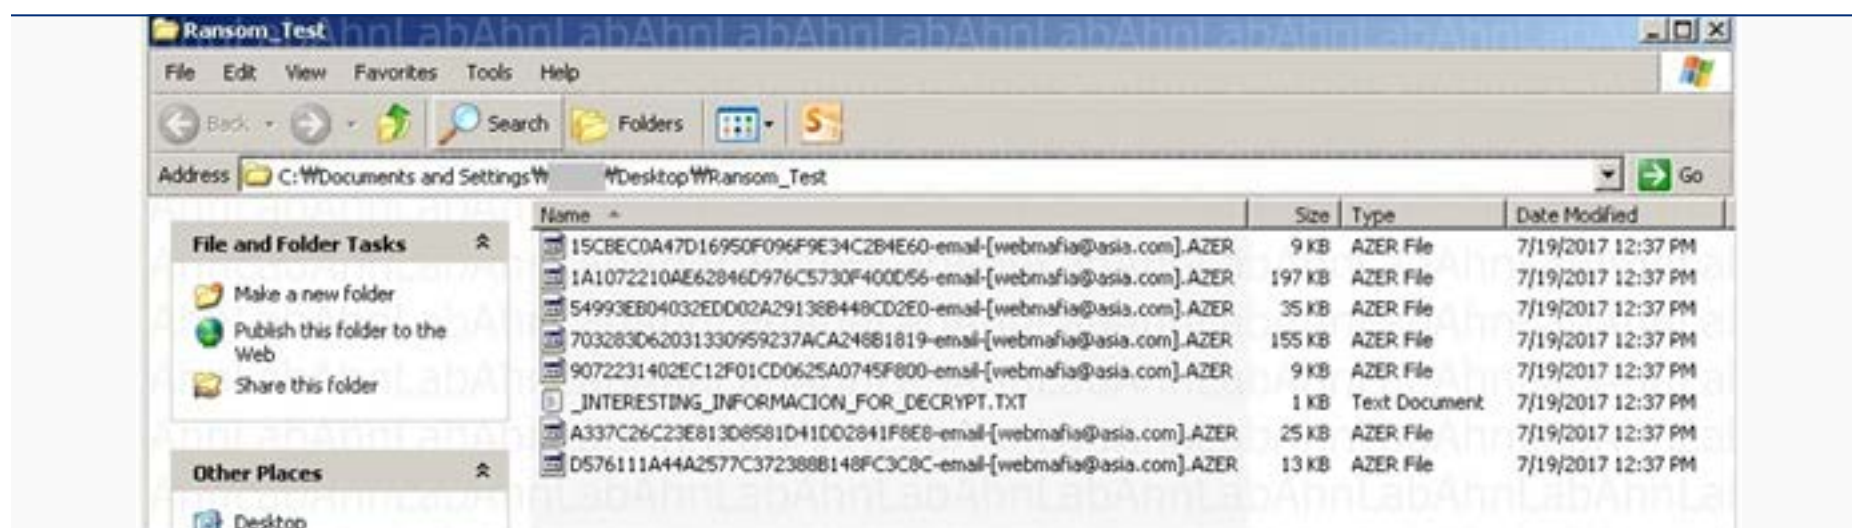 Ransom_Test
File Edit View Favorites Tools Help
Back Search Folders
Address C:₩Documents and Settings₩ ₩Desktop₩Ransom_Test Go
Name Size Type Date Modified
File and Folder Tasks
Make a new folder
Publish this folder to the
Web
Share this folder
Other Places
Desktop
15CBEC0A47D16950F096F9E34C2B4E60-email-[webmafia@asia.com].AZER 9 KB AZER File 7/19/2017 12:37 PM
1A1072210AE62846D976C5730F400D56-email-[webmafia@asia.com].AZER 197 KB AZER File 7/19/2017 12:37 PM
54993EB04032EDD02A29138B448CD2E0-email-[webmafia@asia.com].AZER 35 KB AZER File 7/19/2017 12:37 PM
703283D62031330959237ACA248B1819-email-[webmafia@asia.com].AZER 155 KB AZER File 7/19/2017 12:37 PM
9072231402EC12F01CD0625A0745F800-email-[webmafia@asia.com].AZER 9 KB AZER File 7/19/2017 12:37 PM
_INTERESTING_INFORMACION_FOR_DECRYPT.TXT 1 KB Text Document 7/19/2017 12:37 PM
A337C26C23E813D8581D41DD2841F8E8-email-[webmafia@asia.com].AZER 25 KB AZER File 7/19/2017 12:37 PM
D576111A44A2577C372388B148FC3C8C-email-[webmafia@asia.com].AZER 13 KB AZER File 7/19/2017 12:37 PM